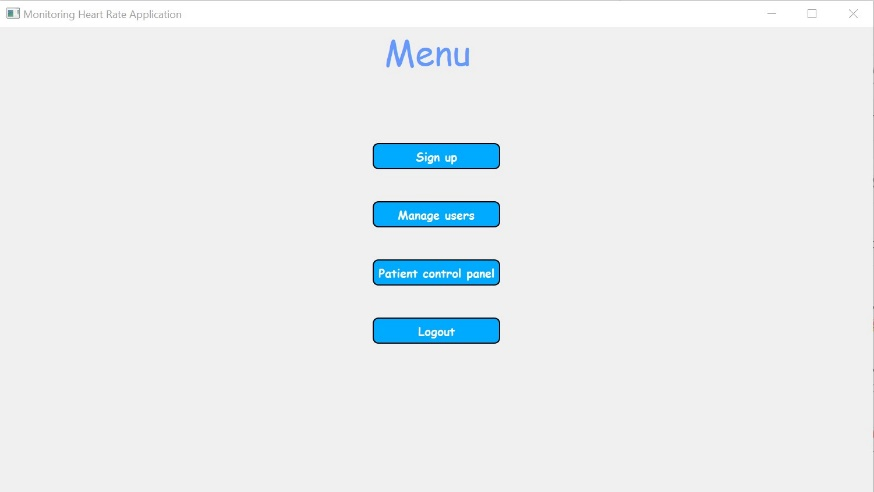 Monitoring Heart Rate Application
Menu
Sign up
Manage users
Patient control panel
Logout